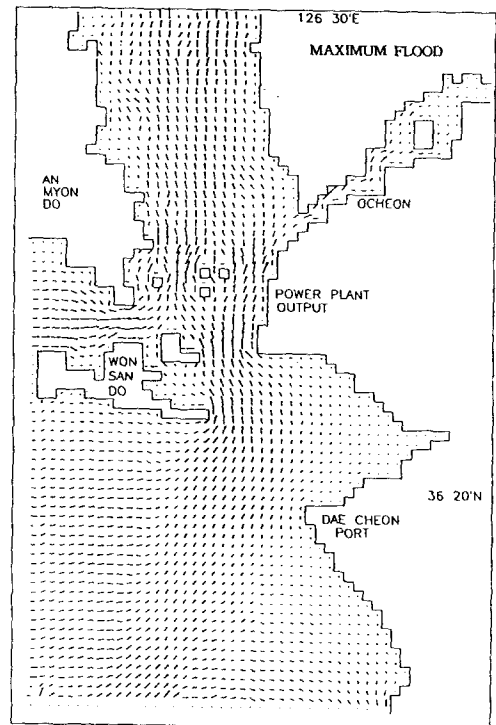 126 30'E
MAXIMUM FLOOD
AN
MYON
DO
OCHEON
POWER PLANT
OUTPUT
WON
SAN
DO
36 20'N
DAE CHEON
PORT